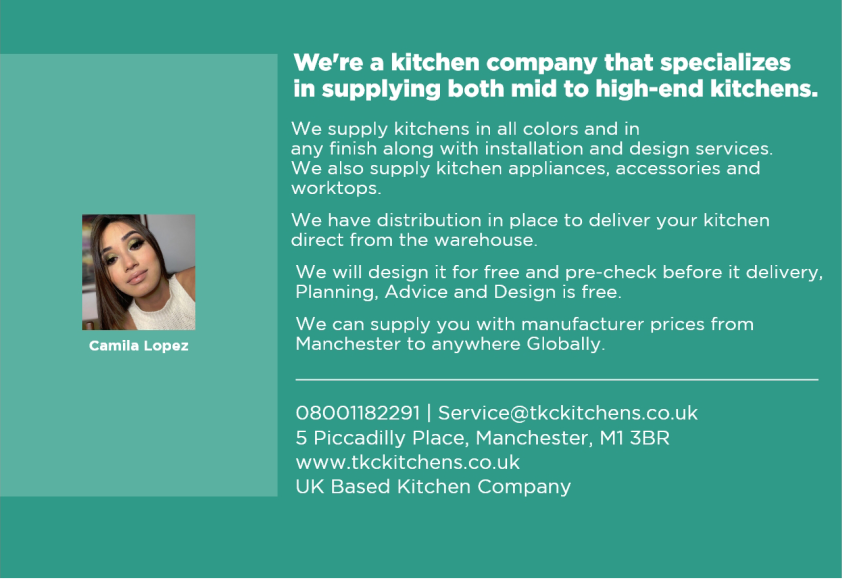 We're a kitchen company that specializes
in supplying both mid to high-end kitchens.
We supply kitchens in all colors and in
any finish along with installation and design services.
We also supply kitchen appliances, accessories and
worktops.
We have distribution in place to deliver your kitchen
direct from the warehouse.
We will design it for free and pre-check before it delivery,
Planning, Advice and Design is free.
We can supply you with manufacturer prices from
Manchester to anywhere Globally.
Camila Lopez
08001182291 | Service@tkckitchens.co.uk
5 Piccadilly Place, Manchester, M1 3BR
www.tkckitchens.co.uk
UK Based Kitchen Company